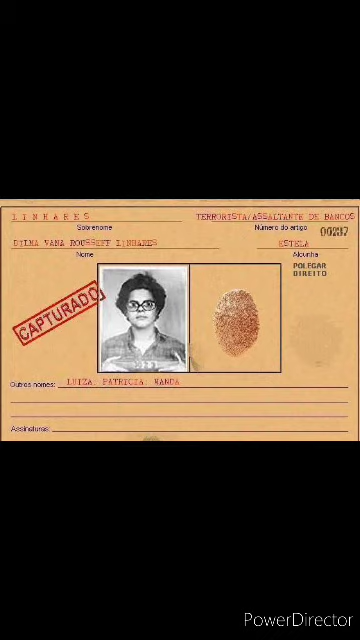 LINHARES
TERRORISTA/ASSALTANTE DE BANCOS
Sobrenome
Número do artigo
00237
DILMA VANA ROUSSEFF LINHARES
ESTELA
Nome
Alcunha
POLEGAR
DIREITO
CAPTURADO
Outros nomes:
LUIZA, PATRICIA, WANDA
Assinaturas:
PowerDirector